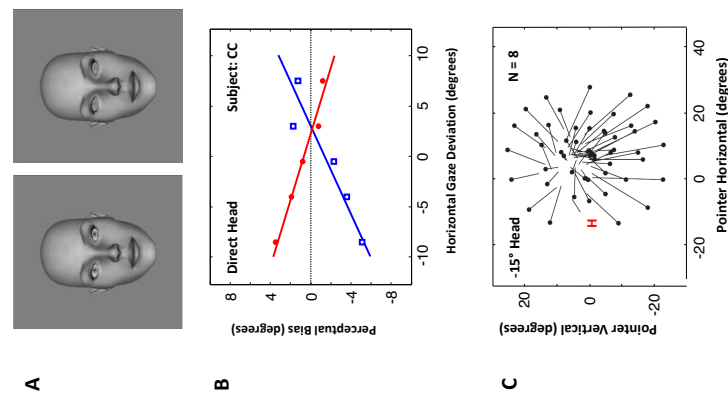 A
B
Direct Head
Subject: CC
Perceptual Bias (degrees)
8
4
0
-4
-8
-10
-5
0
5
10
Horizontal Gaze Deviation (degrees)
C
-15° Head
N = 8
H
Pointer Vertical (degrees)
20
0
-20
-20
0
20
40
Pointer Horizontal (degrees)